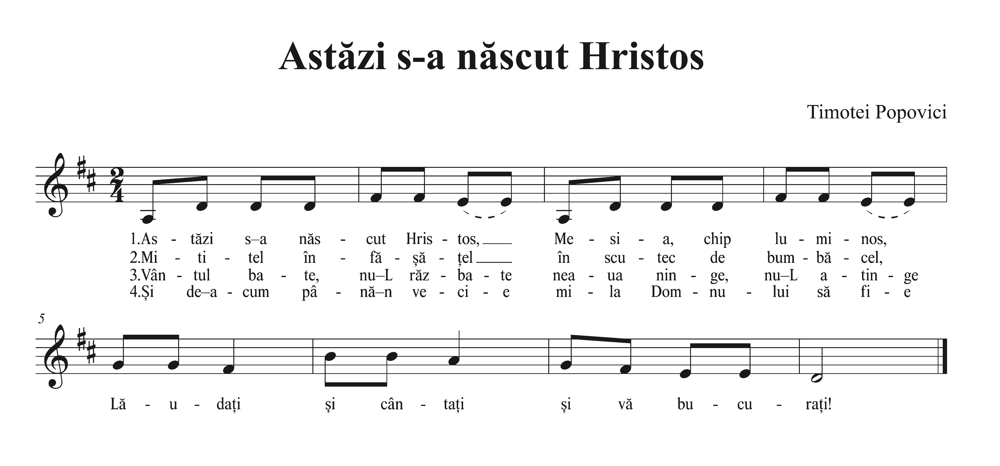 Astăzi s-a născut Hristos
Timotei Popovici
2
4
1.As - tăzi s–a năs - cut Hris - tos, Me - si - a, chip lu - mi - nos,
2.Mi - ti - tel în - fă - șă - țel în scu - tec de bum - bă - cel,
3.Vân - tul ba - te, nu–L răz - ba - te nea - ua nin - ge, nu–L a - tin - ge
4.Și de–a - cum pâ - nă–n ve - ci - e mi - la Dom - nu - lui să fi - e
5
Lă - u - dați și cân - tați și vă bu - cu - rați!